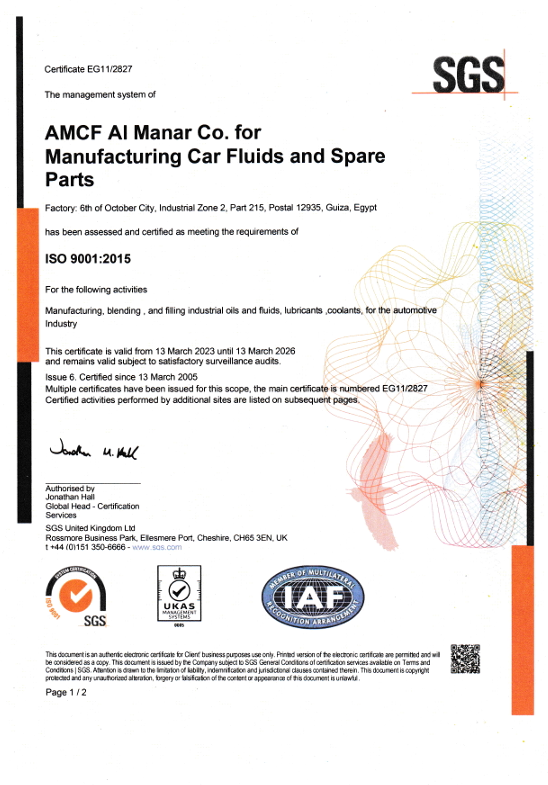 SGS
Certificate EG11/2827
The management system of
AMCF Al Manar Co. for
Manufacturing Car Fluids and Spare
Parts
Factory: 6th of October City, Industrial Zone 2, Part 215, Postal 12935, Guiza, Egypt
has been assessed and certified as meeting the requirements of
ISO 9001:2015
For the following activities
Manufacturing, blending , and filling industrial oils and fluids, lubricants ,coolants, for the automotive
Industry
This certificate is valid from 13 March 2023 until 13 March 2026
and remains valid subject to satisfactory surveillance audits.
Issue 6. Certified since 13 March 2005
Multiple certificates have been issued for this scope, the main certificate is numbered EG11/2827
Certified activities performed by additional sites are listed on subsequent pages.
Jonathan M. Hall
Authorised by
Jonathan Hall
Global Head - Certification
Services
SGS United Kingdom Ltd
Rossmore Business Park, Ellesmere Port, Cheshire, CH65 3EN, UK
t +44 (0)151 350-6666 - www.sgs.com
SYSTEM CERTIFICATION
ISO 9001
SGS
UKAS
MANAGEMENT
SYSTEMS
0005
MEMBER OF MULTILATERAL
IAF
RECOGNITION ARRANGEMENT
This document is an authentic electronic certificate for Client' business purposes use only. Printed version of the electronic certificate are permitted and will
be considered as a copy. This document is issued by the Company subject to SGS General Conditions of certification services available on Terms and
Conditions | SGS. Attention is drawn to the limitation of liability, indemnification and jurisdictional clauses contained therein. This document is copyright
protected and any unauthorized alteration, forgery or falsification of the content or appearance of this document is unlawful.
Page 1 / 2